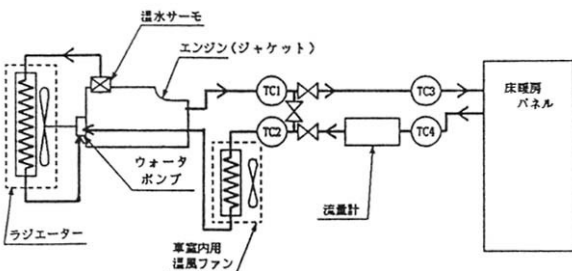 温水サーモ
エンジン(ジャケット)
TC1
TC3
床暖房
パネル
TC2
TC4
ウォータ
ポンプ
流量計
ラジエーター
車室内用
温風ファン